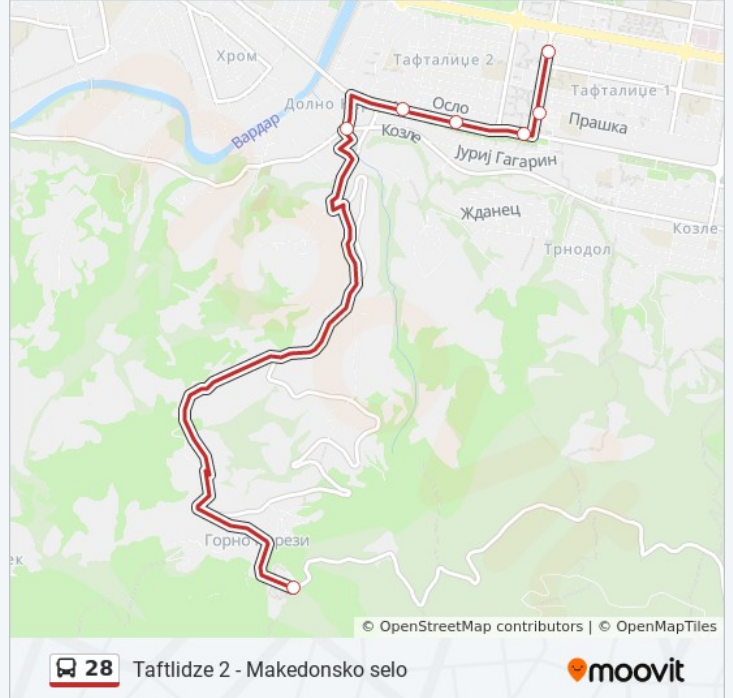 Хром
Тафталиџе 2
Тафталиџе 1
Долно
Осло
Прашка
Вардар
Козле
Јуриј Гагарин
Жданец
Козле
Трнодол
Горно
© OpenStreetMap contributors | © OpenMapTiles
28 Taftlidze 2 - Makedonsko selo moovit